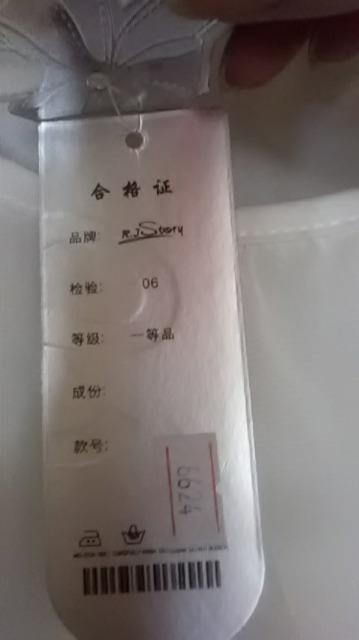 合格证
品牌: R.J Story
检验: 06
等级: 一等品
成份:
款号:
6624